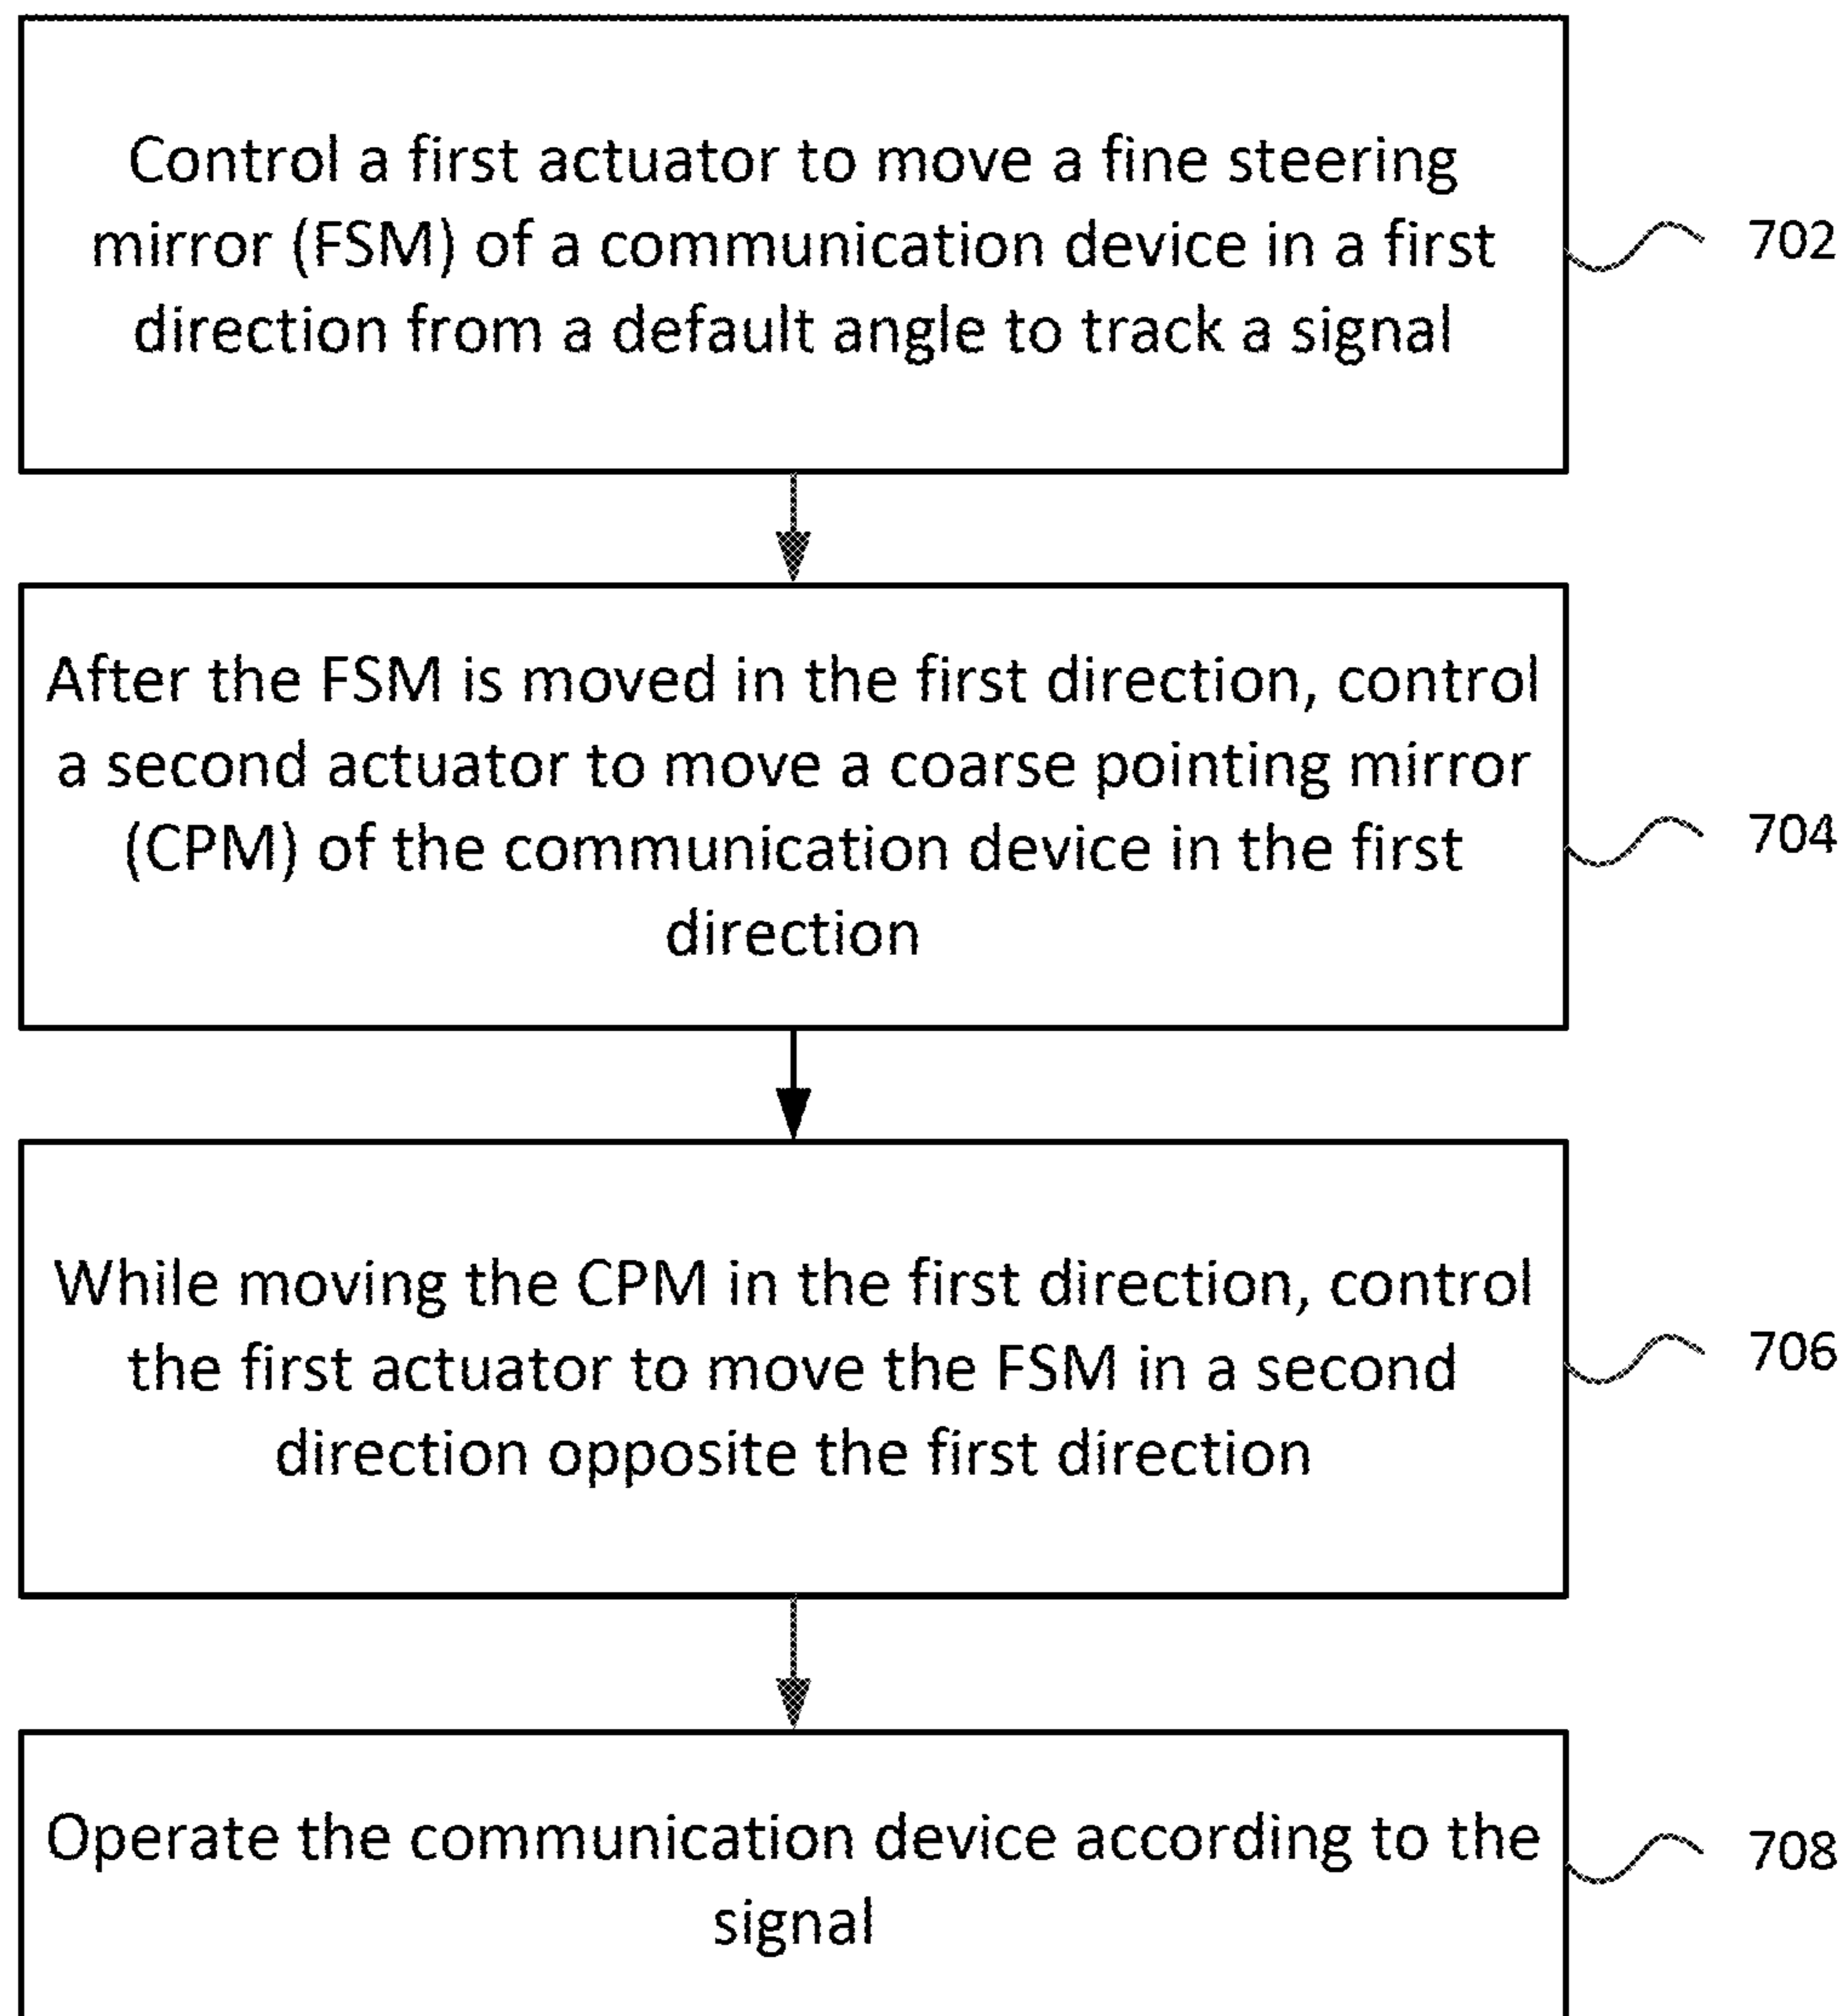 Control a first actuator to move a fine steering
mirror (FSM) of a communication device in a first
direction from a default angle to track a signal
702
After the FSM is moved in the first direction, control
a second actuator to move a coarse pointing mirror
(CPM) of the communication device in the first
direction
704
While moving the CPM in the first direction, control
the first actuator to move the FSM in a second
direction opposite the first direction
706
Operate the communication device according to the
signal
708